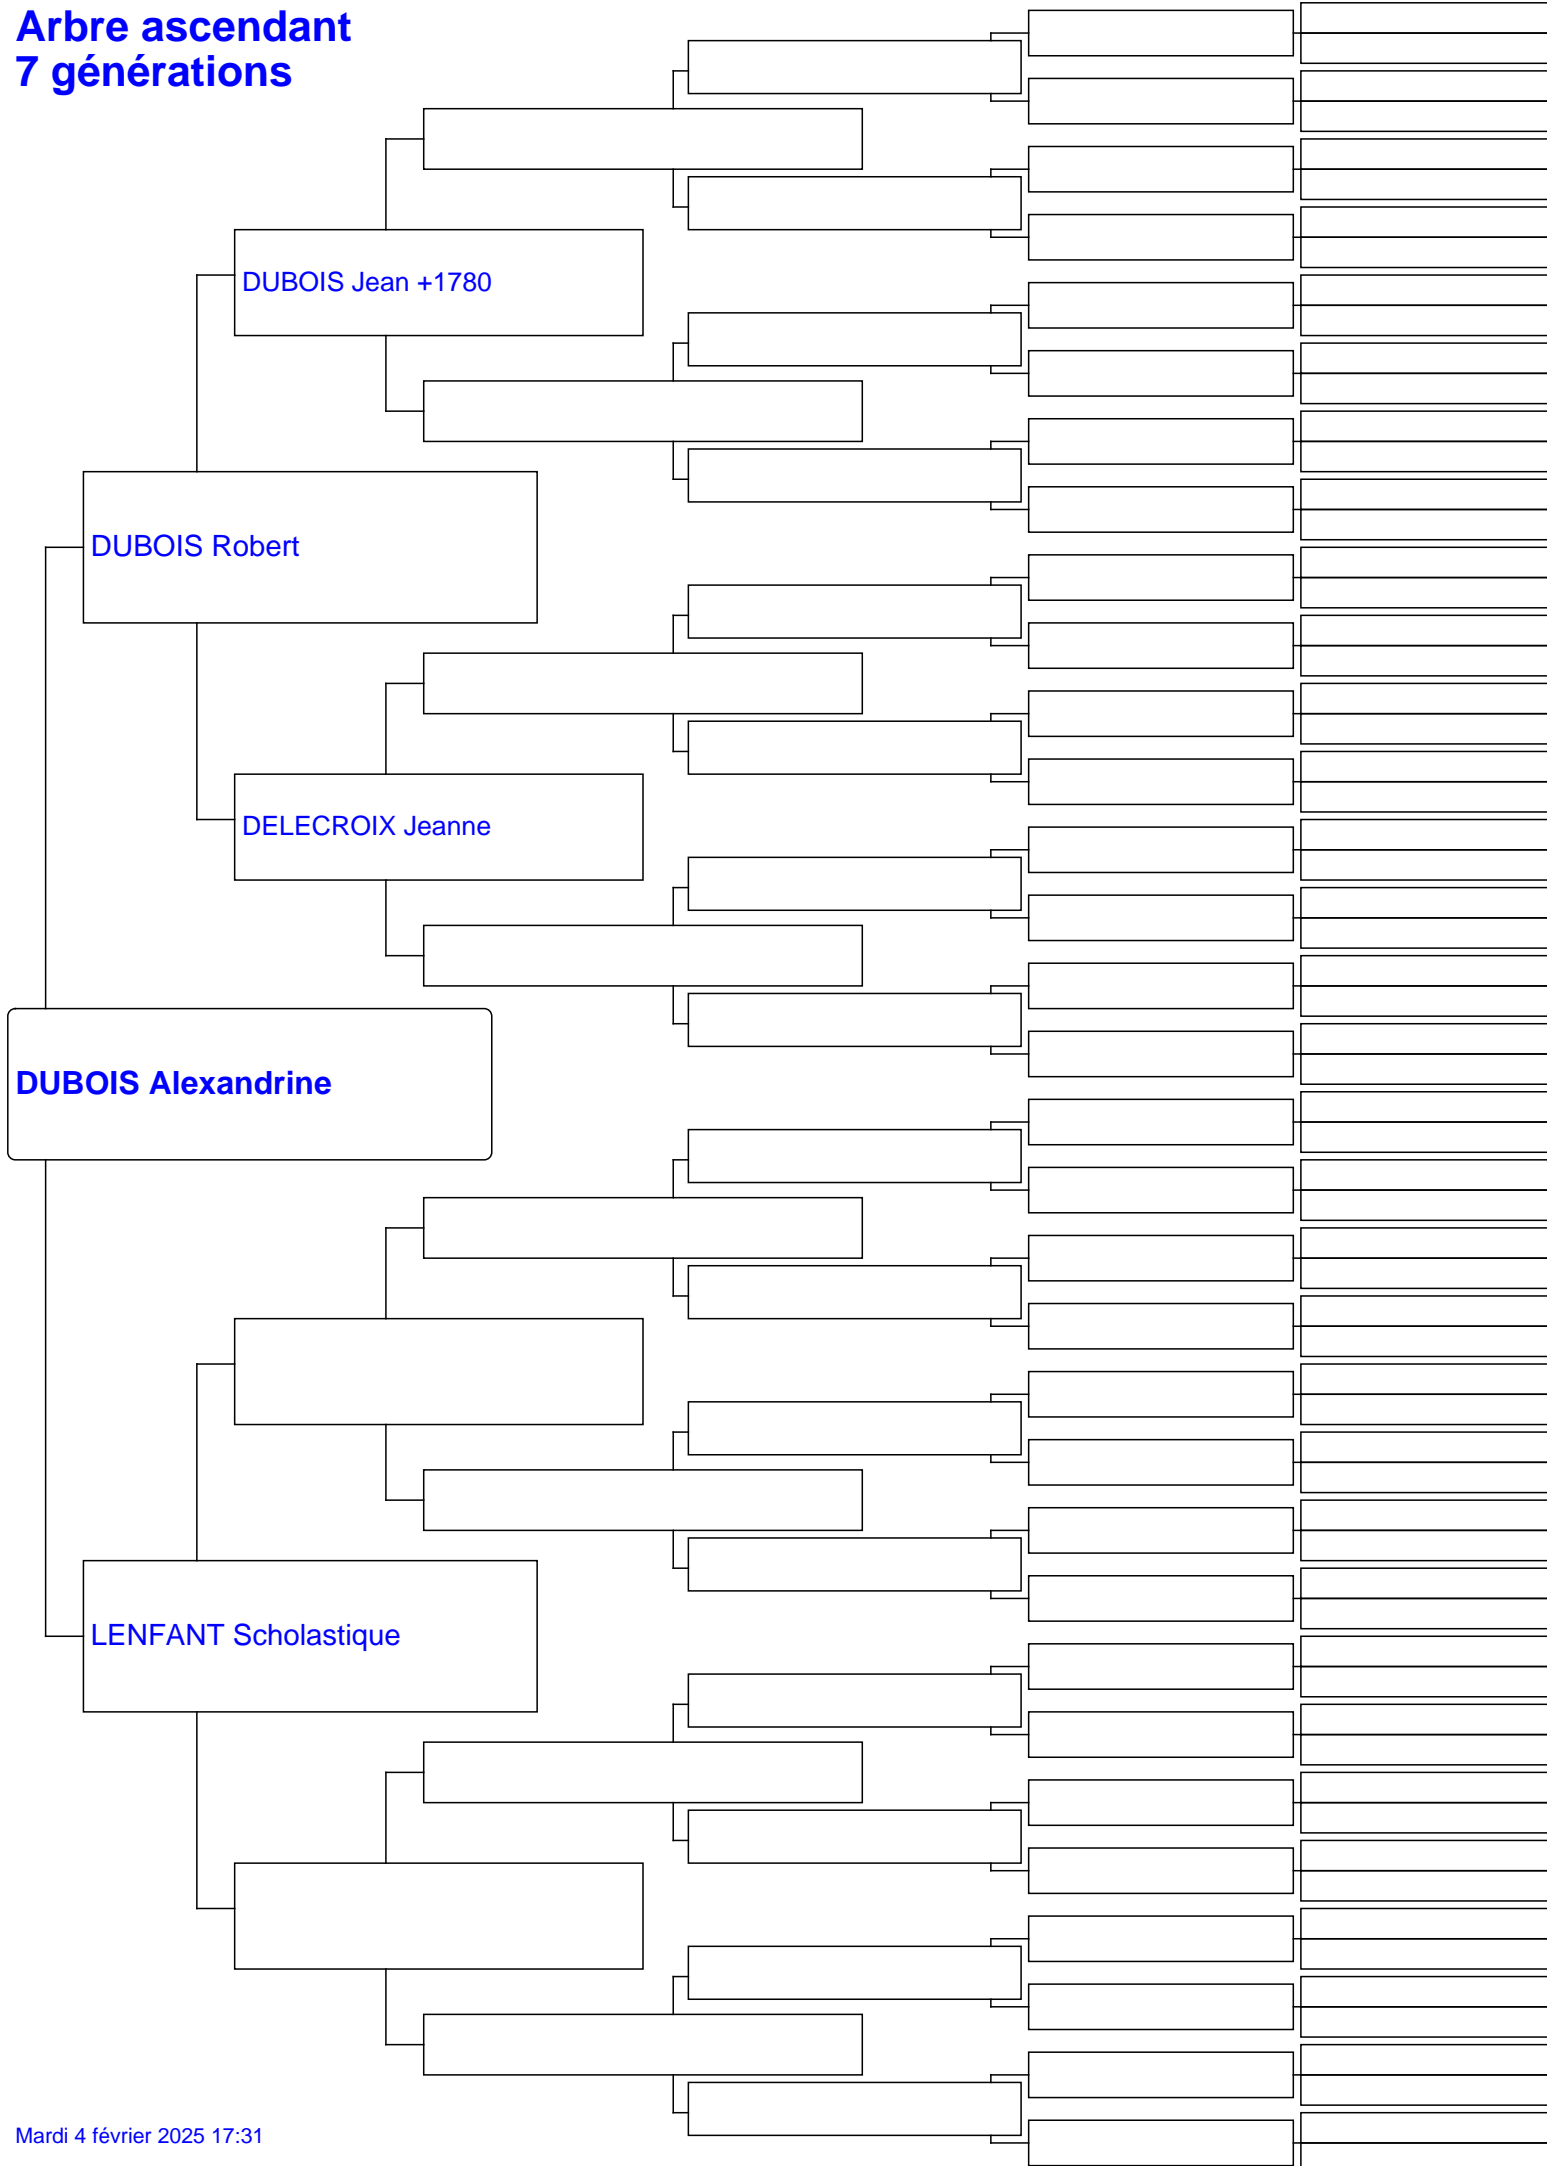 Arbre ascendant
7 générations
DUBOIS Jean +1780
DUBOIS Robert
DELECROIX Jeanne
DUBOIS Alexandrine
LENFANT Scholastique
Mardi 4 février 2025 17:31